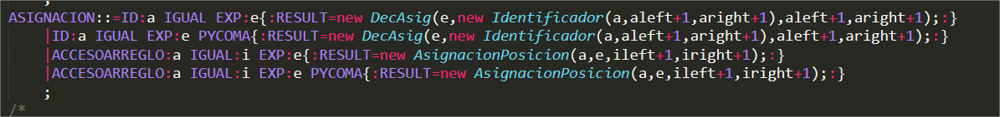 ASIGNACION::=ID:a IGUAL EXP:e{:RESULT=new DecAsig(e,new Identificador(a,aleft+1,aright+1),aleft+1,aright+1);:}
|ID:a IGUAL EXP:e PYCOMA{:RESULT=new DecAsig(e,new Identificador(a,aleft+1,aright+1),aleft+1,aright+1);:}
|ACCESOARREGLO:a IGUAL:i EXP:e{:RESULT=new AsignacionPosicion(a,e,ileft+1,iright+1);:}
|ACCESOARREGLO:a IGUAL:i EXP:e PYCOMA{:RESULT=new AsignacionPosicion(a,e,ileft+1,iright+1);:}
;
/*